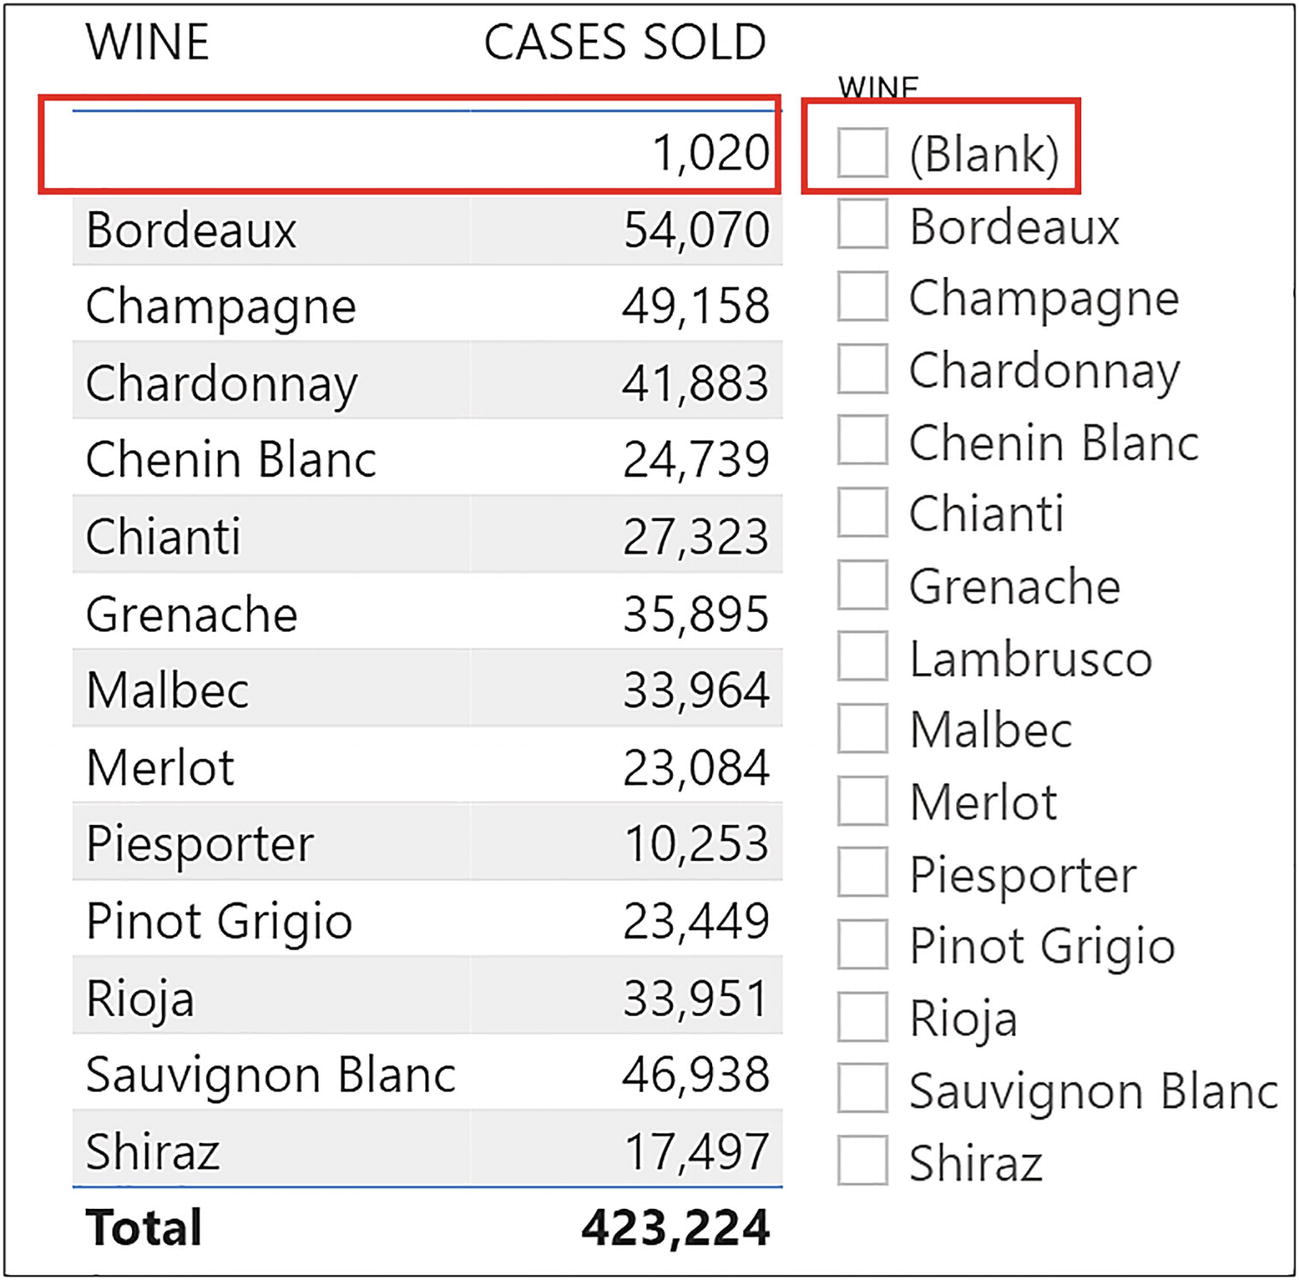 WINE CASES SOLD
1,020
Bordeaux 54,070
Champagne 49,158
Chardonnay 41,883
Chenin Blanc 24,739
Chianti 27,323
Grenache 35,895
Malbec 33,964
Merlot 23,084
Piesporter 10,253
Pinot Grigio 23,449
Rioja 33,951
Sauvignon Blanc 46,938
Shiraz 17,497
Total 423,224
WINE
(Blank)
Bordeaux
Champagne
Chardonnay
Chenin Blanc
Chianti
Grenache
Lambrusco
Malbec
Merlot
Piesporter
Pinot Grigio
Rioja
Sauvignon Blanc
Shiraz